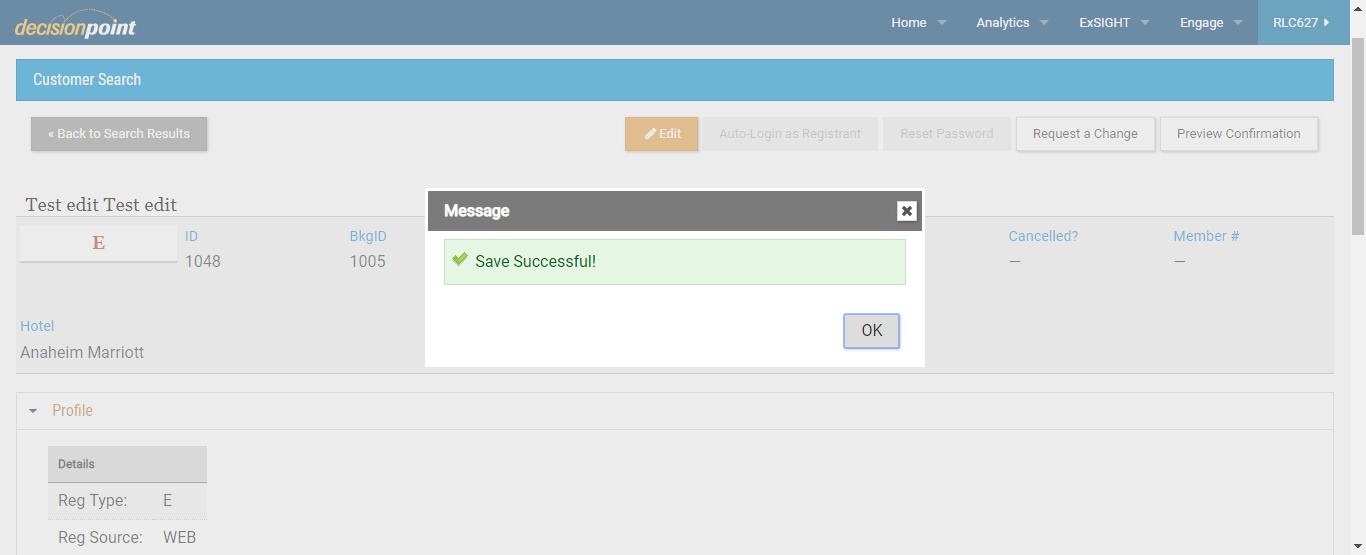 decisionpoint
Home Analytics ExSIGHT Engage RLC627
Customer Search
« Back to Search Results Edit Auto-Login as Registrant Reset Password Request a Change Preview Confirmation
Test edit Test edit
Message
E
ID BkgID Cancelled? Member #
1048 1005 — —
Save Successful!
OK
Hotel
Anaheim Marriott
Profile
Details
Reg Type: E
Reg Source: WEB